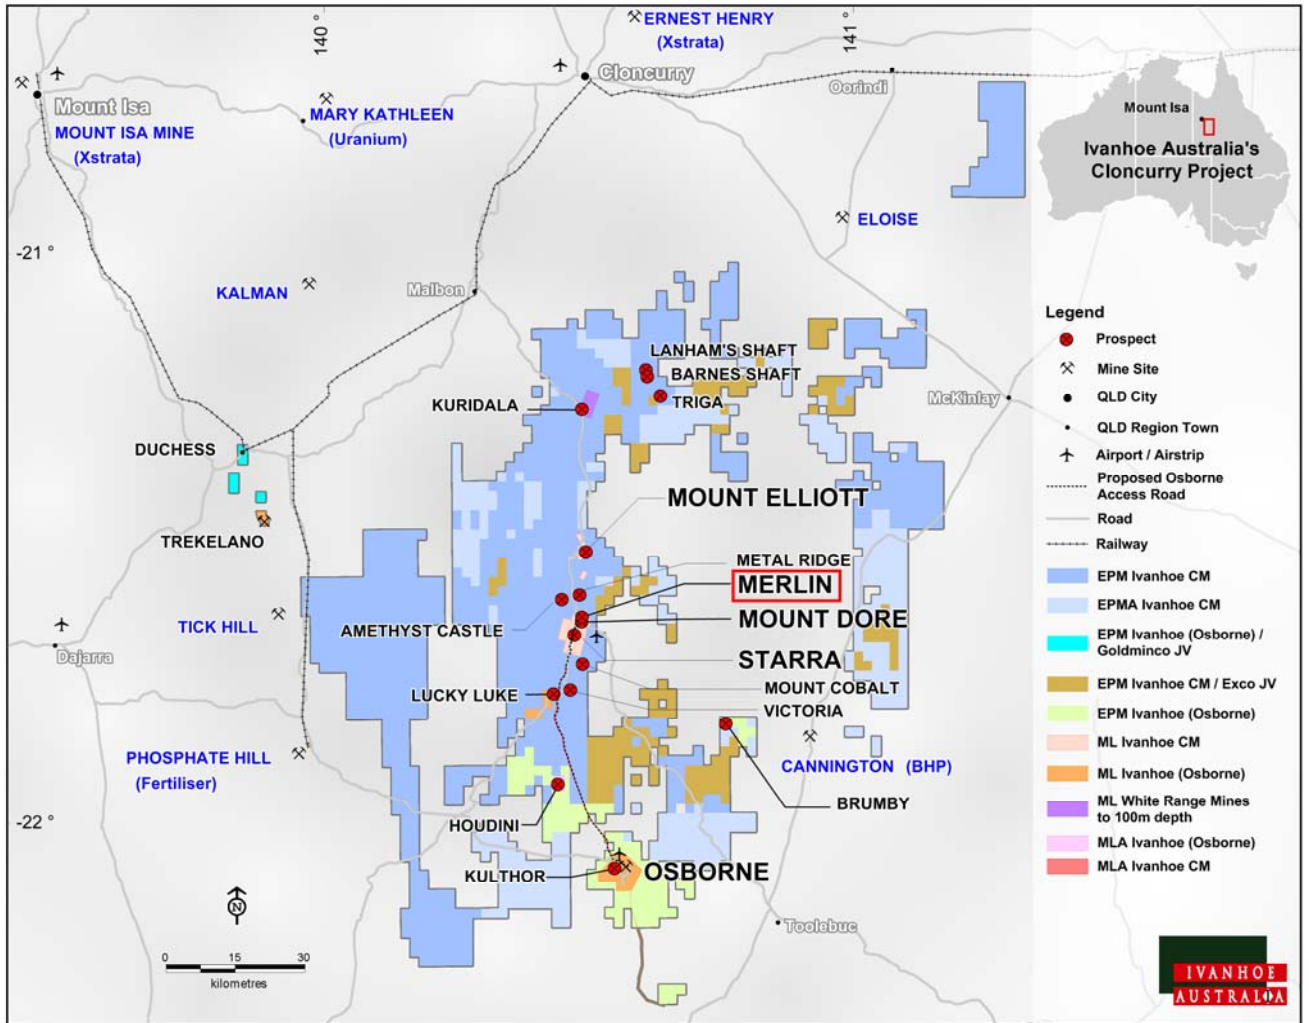 140°
141°
ERNEST HENRY
(Xstrata)
Cloncurry
Oorindi
Mount Isa
MOUNT ISA MINE
(Xstrata)
MARY KATHLEEN
(Uranium)
Mount Isa
Ivanhoe Australia's
Cloncurry Project
ELOISE
-21°
KALMAN
Malbon
Legend
Prospect
Mine Site
QLD City
QLD Region Town
Airport / Airstrip
Proposed Osborne
Access Road
Road
Railway
EPM Ivanhoe CM
EPMA Ivanhoe CM
EPM Ivanhoe (Osborne) /
Goldminco JV
EPM Ivanhoe CM / Exco JV
EPM Ivanhoe (Osborne)
ML Ivanhoe CM
ML Ivanhoe (Osborne)
ML White Range Mines
to 100m depth
MLA Ivanhoe (Osborne)
MLA Ivanhoe CM
LANHAM'S SHAFT
BARNES SHAFT
TRIGA
KURIDALA
McKinlay
DUCHESS
MOUNT ELLIOTT
TREKELANO
METAL RIDGE
MERLIN
MOUNT DORE
TICK HILL
AMETHYST CASTLE
Dajarra
STARRA
MOUNT COBALT
LUCKY LUKE
VICTORIA
PHOSPHATE HILL
(Fertiliser)
CANNINGTON (BHP)
BRUMBY
-22°
HOUDINI
KULTHOR
OSBORNE
Toolebuc
N
0 15 30
kilometres
IVANHOE
AUSTRALIA